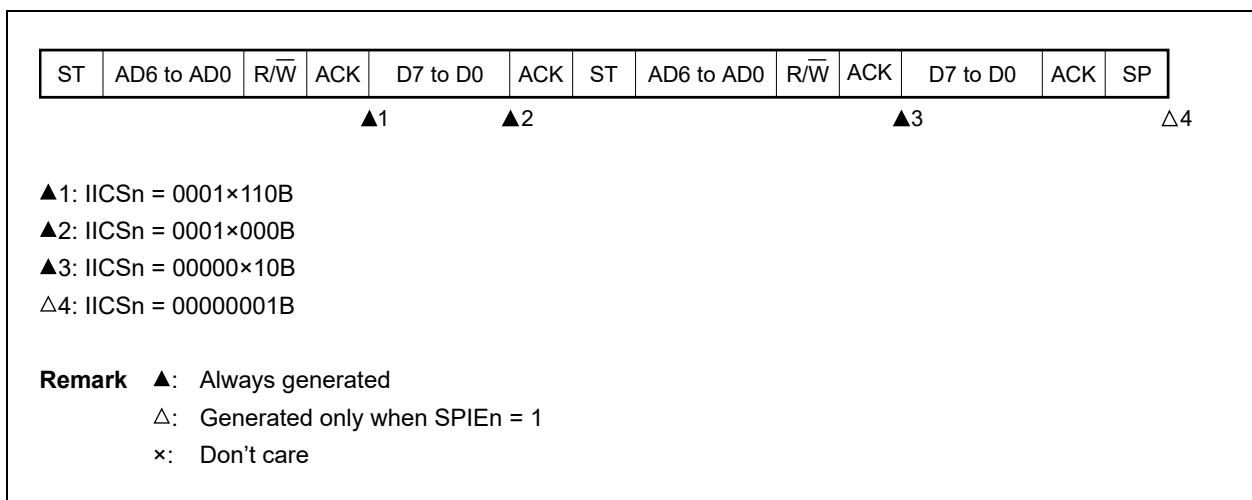 ST AD6 to AD0 R/W̅ ACK D7 to D0 ACK ST AD6 to AD0 R/W̅ ACK D7 to D0 ACK SP
▲1 ▲2 ▲3 △4
▲1: IICSn = 0001×110B
▲2: IICSn = 0001×000B
▲3: IICSn = 00000×10B
△4: IICSn = 00000001B
Remark ▲: Always generated
△: Generated only when SPIEn = 1
×: Don't care